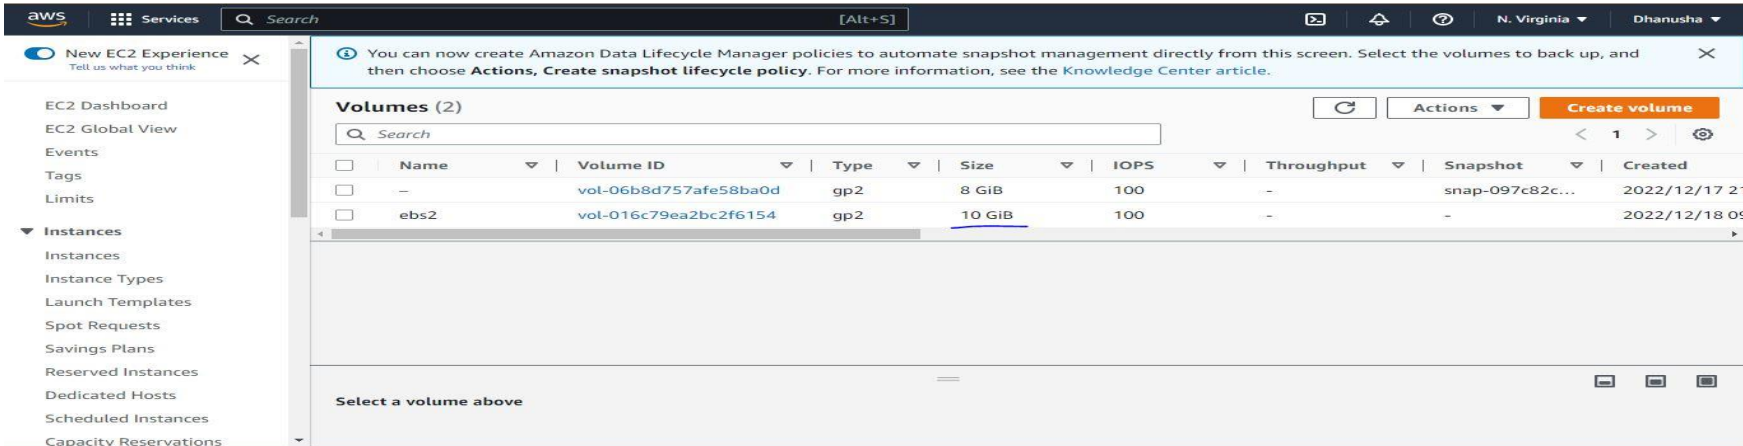 aws Services Search [Alt+S] N. Virginia Dhanusha
New EC2 Experience
Tell us what you think
EC2 Dashboard
EC2 Global View
Events
Tags
Limits
Instances
Instances
Instance Types
Launch Templates
Spot Requests
Savings Plans
Reserved Instances
Dedicated Hosts
Scheduled Instances
Capacity Reservations
You can now create Amazon Data Lifecycle Manager policies to automate snapshot management directly from this screen. Select the volumes to back up, and
then choose Actions, Create snapshot lifecycle policy. For more information, see the Knowledge Center article.
Volumes (2) Actions Create volume
Search 1
Name Volume ID Type Size IOPS Throughput Snapshot Created
– vol-06b8d757afe58ba0d gp2 8 GiB 100 - snap-097c82c... 2022/12/17 21
ebs2 vol-016c79ea2bc2f6154 gp2 10 GiB 100 - - 2022/12/18 09
Select a volume above